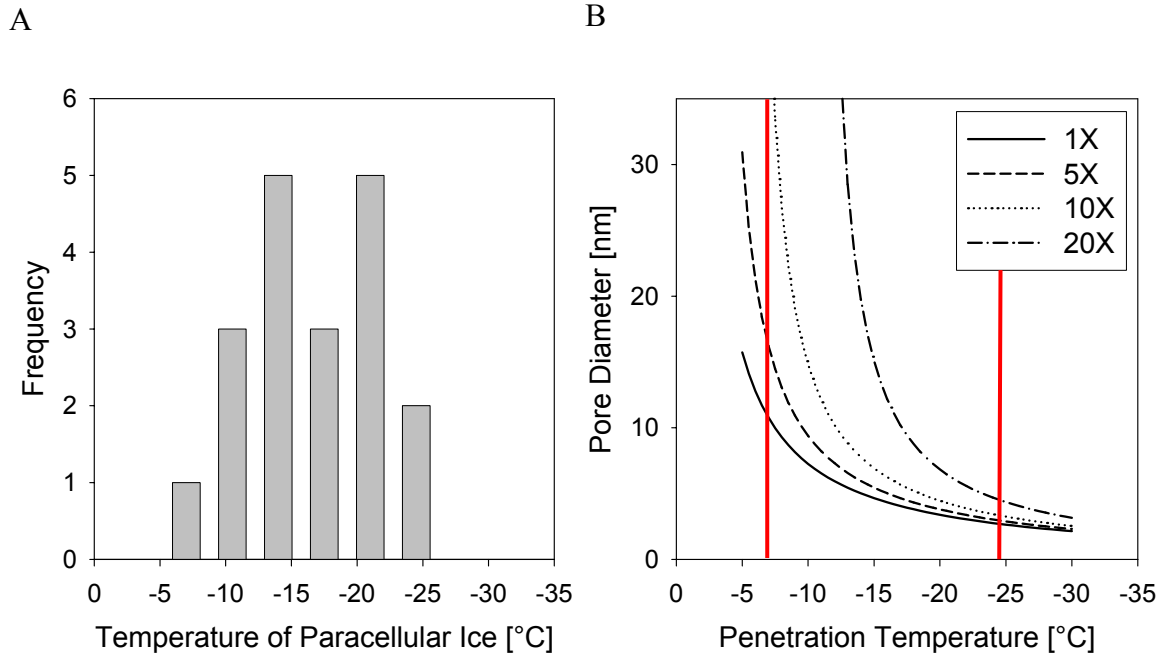 A
B
6
5
4
3
2
1
0
Frequency
0 -5 -10 -15 -20 -25 -30 -35
Temperature of Paracellular Ice [°C]
30
20
10
0
Pore Diameter [nm]
1X
5X
10X
20X
0 -5 -10 -15 -20 -25 -30 -35
Penetration Temperature [°C]